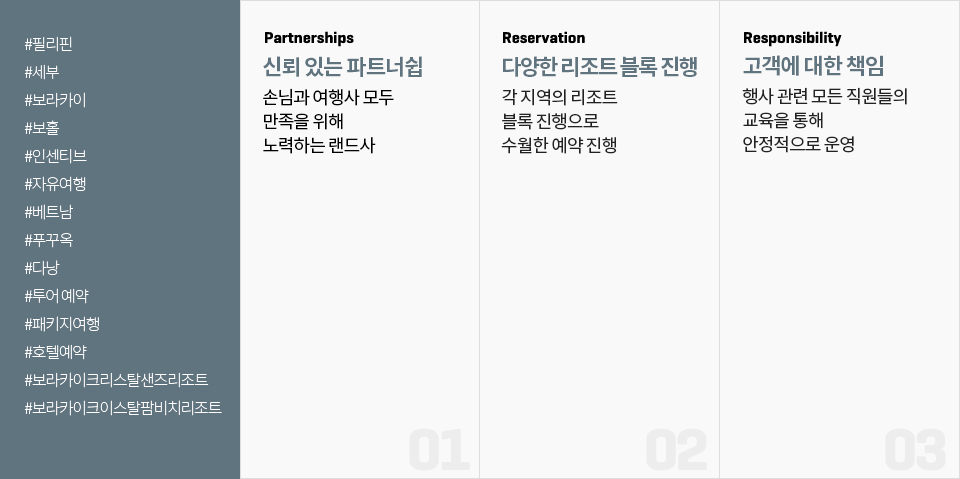 #필리핀
#세부
#보라카이
#보홀
#인센티브
#자유여행
#베트남
#푸꾸옥
#다낭
#투어 예약
#패키지여행
#호텔예약
#보라카이크리스탈샌즈리조트
#보라카이크이스탈팜비치리조트
Partnerships
신뢰 있는 파트너쉽
손님과 여행사 모두
만족을 위해
노력하는 랜드사
01
Reservation
다양한 리조트 블록 진행
각 지역의 리조트
블록 진행으로
수월한 예약 진행
02
Responsibility
고객에 대한 책임
행사 관련 모든 직원들의
교육을 통해
안정적으로 운영
03